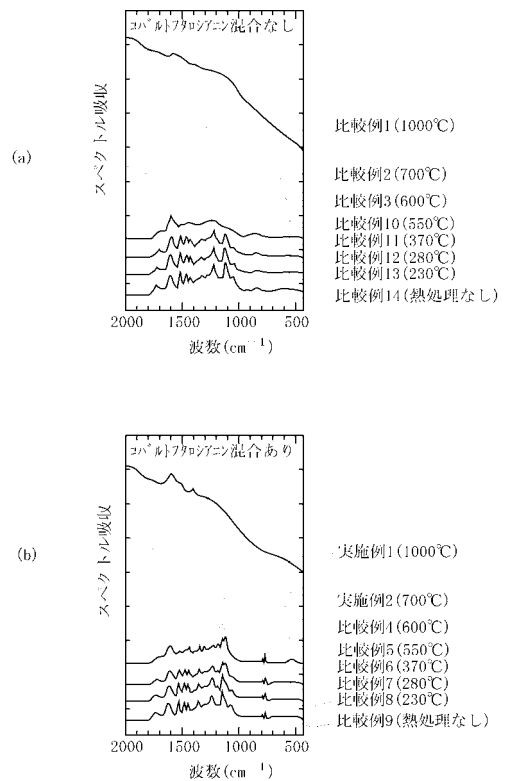 (a)
コバルトフタロシアニン混合なし
スペクトル吸収
比較例1(1000℃)
比較例2(700℃)
比較例3(600℃)
比較例10(550℃)
比較例11(370℃)
比較例12(280℃)
比較例13(230℃)
比較例14(熱処理なし)
2000 1500 1000 500
波数(cm⁻¹)
(b)
コバルトフタロシアニン混合あり
スペクトル吸収
実施例1(1000℃)
実施例2(700℃)
比較例4(600℃)
比較例5(550℃)
比較例6(370℃)
比較例7(280℃)
比較例8(230℃)
比較例9(熱処理なし)
2000 1500 1000 500
波数(cm⁻¹)